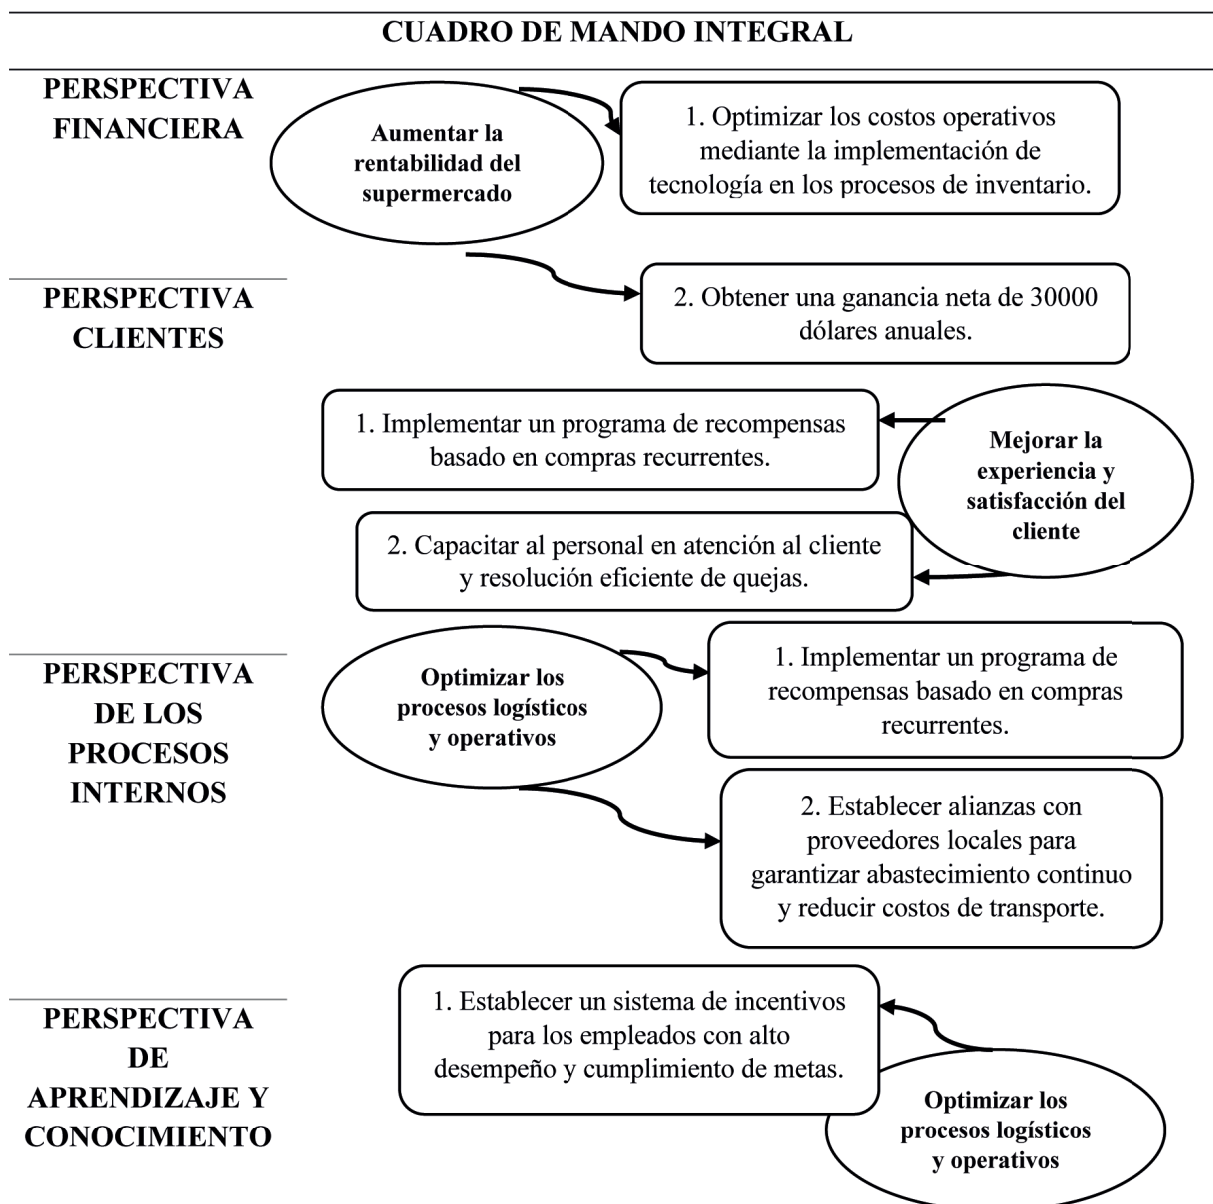 CUADRO DE MANDO INTEGRAL
PERSPECTIVA
FINANCIERA
Aumentar la
rentabilidad del
supermercado
1. Optimizar los costos operativos
mediante la implementación de
tecnología en los procesos de inventario.
2. Obtener una ganancia neta de 30000
dólares anuales.
PERSPECTIVA
CLIENTES
1. Implementar un programa de recompensas
basado en compras recurrentes.
Mejorar la
experiencia y
satisfacción del
cliente
2. Capacitar al personal en atención al cliente
y resolución eficiente de quejas.
PERSPECTIVA
DE LOS
PROCESOS
INTERNOS
Optimizar los
procesos logísticos
y operativos
1. Implementar un programa de
recompensas basado en compras
recurrentes.
2. Establecer alianzas con
proveedores locales para
garantizar abastecimiento continuo
y reducir costos de transporte.
PERSPECTIVA
DE
APRENDIZAJE Y
CONOCIMIENTO
1. Establecer un sistema de incentivos
para los empleados con alto
desempeño y cumplimiento de metas.
Optimizar los
procesos logísticos
y operativos